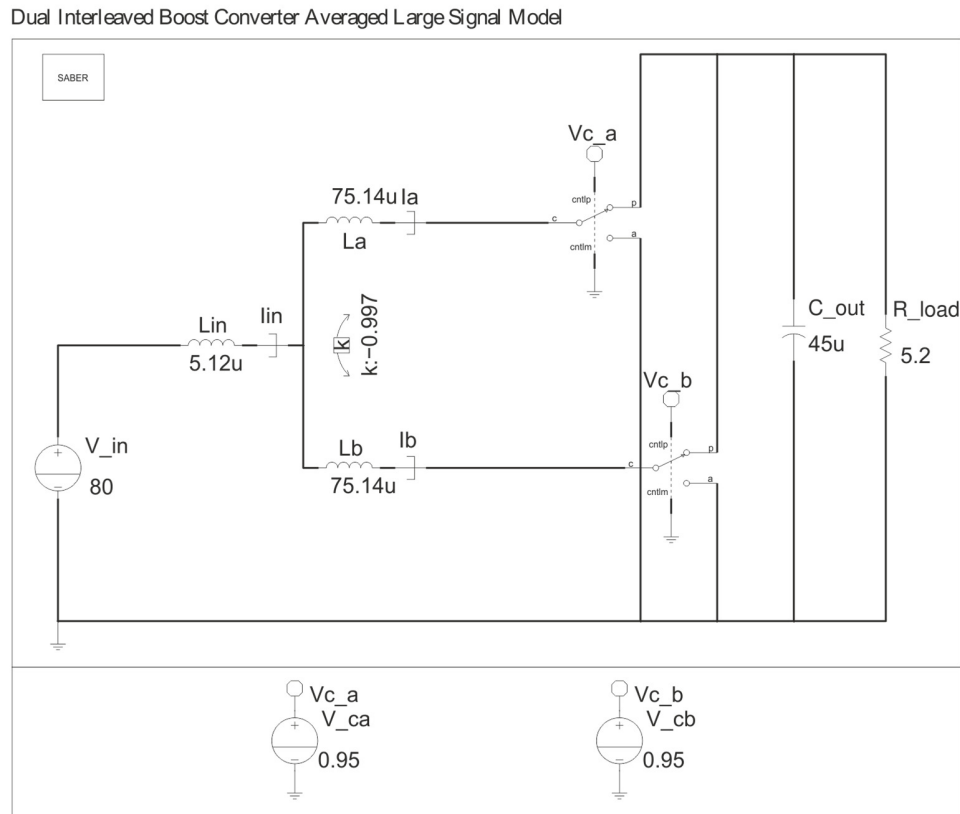 Dual Interleaved Boost Converter Averaged Large Signal Model
SABER
Vc_a
cntlp
p
c
a
cntlm
75.14u Ia
La
k
k:-0.997
Lin
Iin
5.12u
C_out
45u
R_load
5.2
Vc_b
cntlp
p
c
a
cntlm
V_in
+
−
80
Lb
Ib
75.14u
Vc_a
V_ca
+
−
0.95
Vc_b
V_cb
+
−
0.95